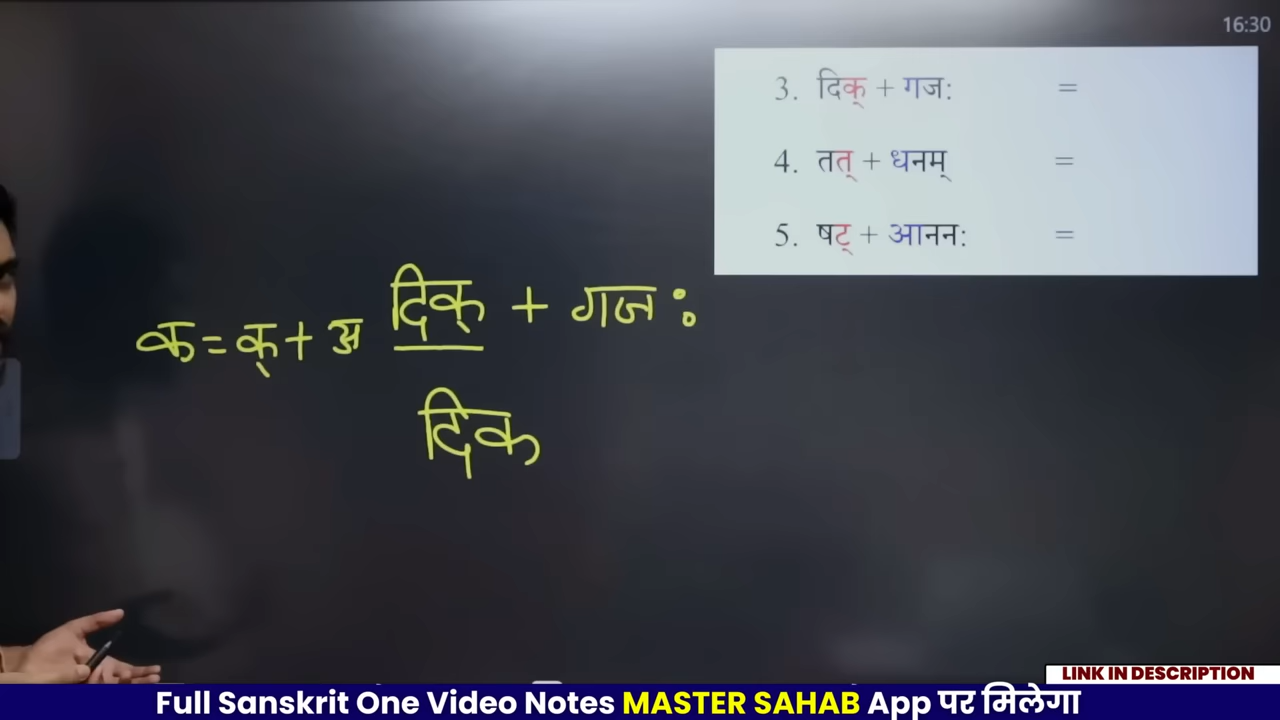 16:30
3. दिक् + गज: =
4. तत् + धनम् =
5. षट् + आनन: =
क = क् + अ दिक् + गज :
दिक
LINK IN DESCRIPTION
Full Sanskrit One Video Notes MASTER SAHAB App पर मिलेगा